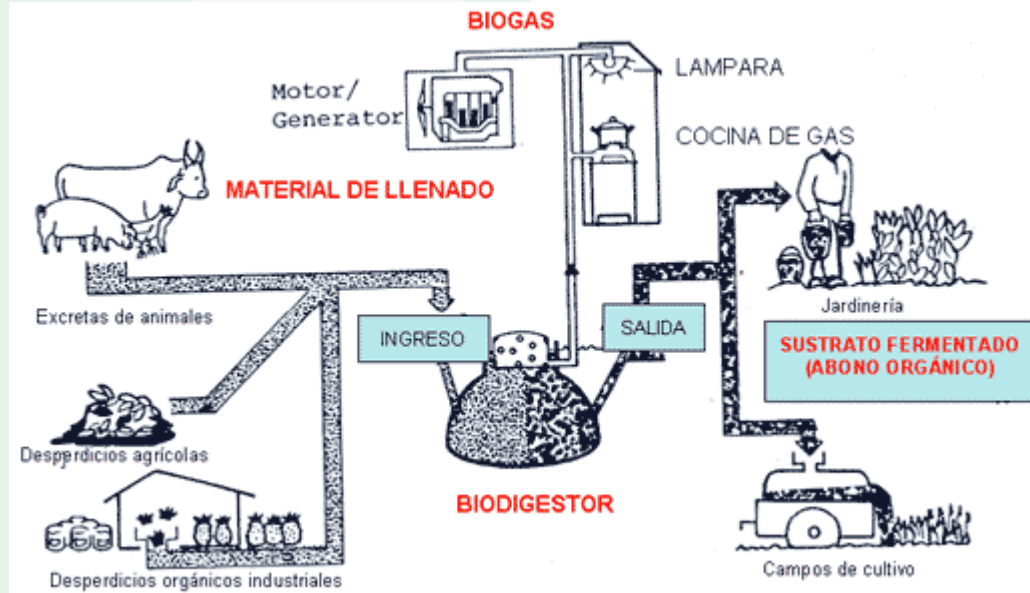 BIOGAS
LAMPARA
Motor/
Generator
COCINA DE GAS
MATERIAL DE LLENADO
Excretas de animales
INGRESO
SALIDA
Jardinería
SUSTRATO FERMENTADO
(ABONO ORGÁNICO)
Desperdicios agrícolas
BIODIGESTOR
Desperdicios orgánicos industriales
Campos de cultivo